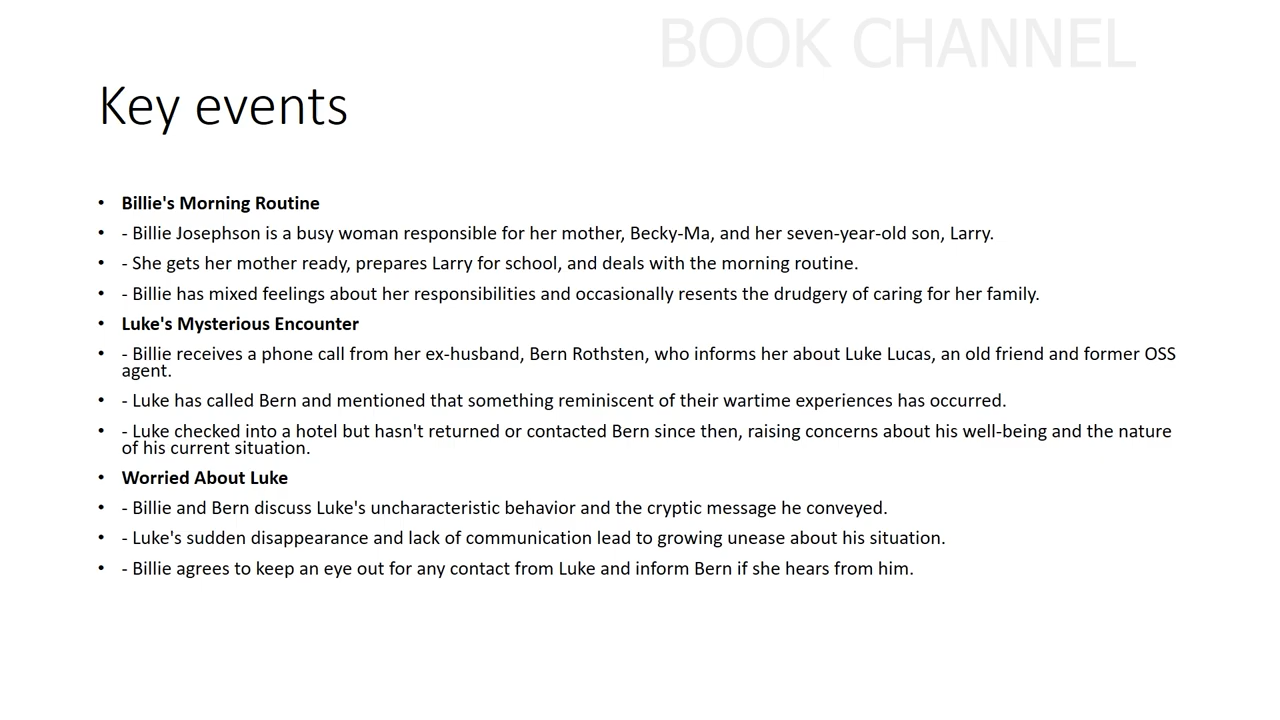 BOOK CHANNEL
Key events
• Billie's Morning Routine
• - Billie Josephson is a busy woman responsible for her mother, Becky-Ma, and her seven-year-old son, Larry.
• - She gets her mother ready, prepares Larry for school, and deals with the morning routine.
• - Billie has mixed feelings about her responsibilities and occasionally resents the drudgery of caring for her family.
• Luke's Mysterious Encounter
• - Billie receives a phone call from her ex-husband, Bern Rothsten, who informs her about Luke Lucas, an old friend and former OSS
agent.
• - Luke has called Bern and mentioned that something reminiscent of their wartime experiences has occurred.
• - Luke checked into a hotel but hasn't returned or contacted Bern since then, raising concerns about his well-being and the nature
of his current situation.
• Worried About Luke
• - Billie and Bern discuss Luke's uncharacteristic behavior and the cryptic message he conveyed.
• - Luke's sudden disappearance and lack of communication lead to growing unease about his situation.
• - Billie agrees to keep an eye out for any contact from Luke and inform Bern if she hears from him.